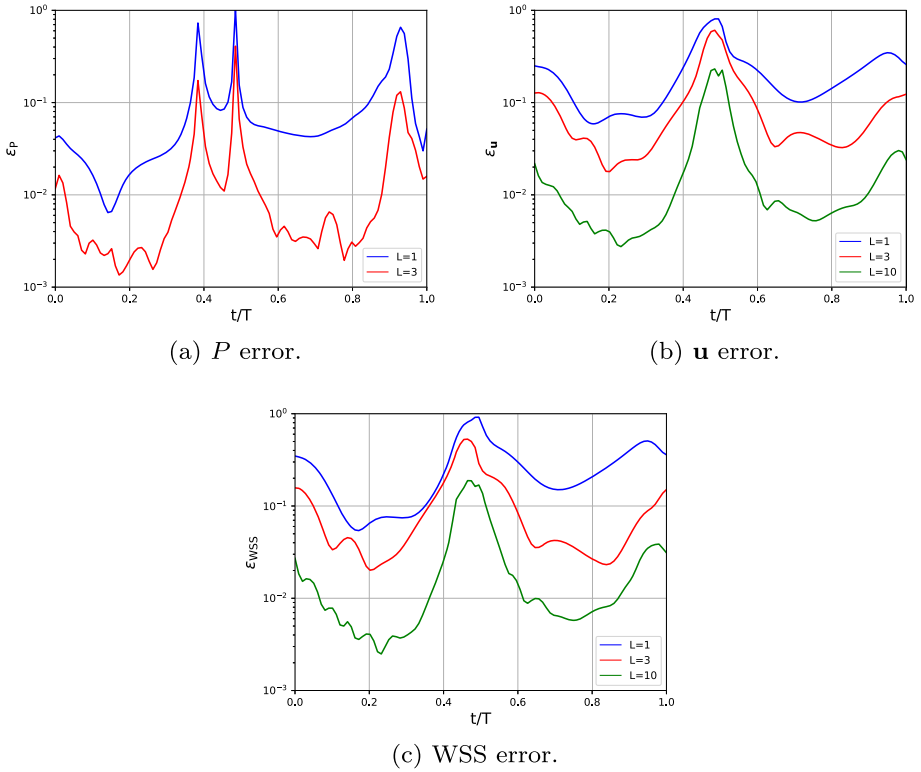 10⁰
10⁻¹
10⁻²
10⁻³
εP
0.0 0.2 0.4 0.6 0.8 1.0
t/T
L=1
L=3
(a) P error.
10⁰
10⁻¹
10⁻²
10⁻³
εu
0.0 0.2 0.4 0.6 0.8 1.0
t/T
L=1
L=3
L=10
(b) u error.
10⁰
10⁻¹
10⁻²
10⁻³
εWSS
0.0 0.2 0.4 0.6 0.8 1.0
t/T
L=1
L=3
L=10
(c) WSS error.